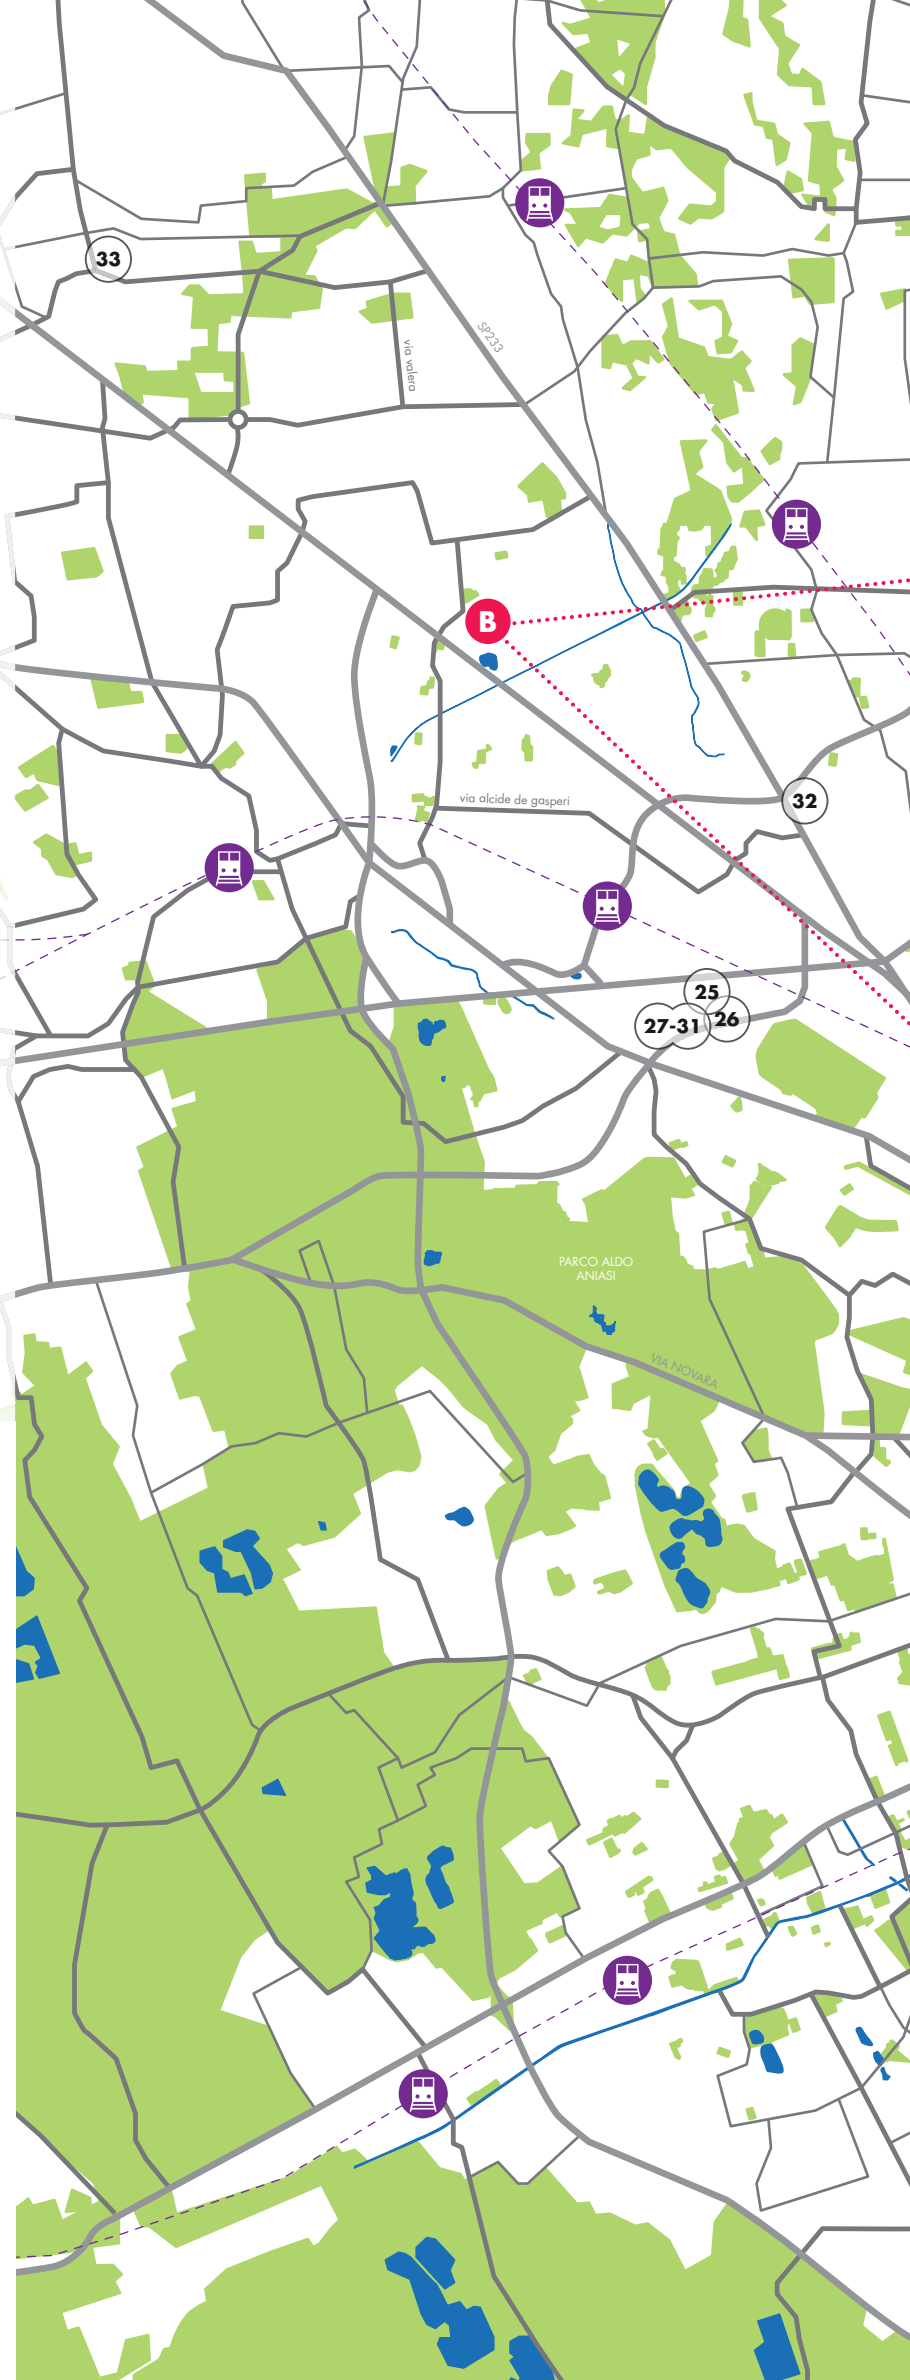 33
SP233
via valera
B
via alcide de gasperi
32
25
27-31
26
PARCO ALDO
ANIASI
VIA NOVARA